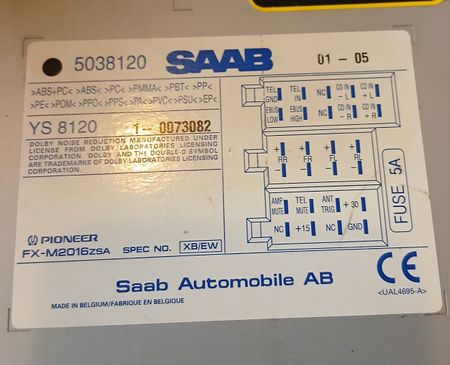 5038120 SAAB 01 - 05
>ABS+PC< >ABS< >PC< >PMMA< >PBT< >PP<
>PE< >POM< >PPO< >PPS< >PA< >PVC< >PSU< >EP<
YS 8120 1- 0073082
DOLBY NOISE REDUCTION MANUFACTURED UNDER
LICENSE FROM DOLBY LABORATORIES LICENSING
CORPORATION. DOLBY AND THE DOUBLE-D SYMBOL
ARE TRADEMARKS OF DOLBY LABORATORIES LICENSING
CORPORATION.
TEL GND TEL IN NC CD IN - L CD IN + L
EBUS LOW EBUS HIGH NC CD IN - R CD IN + R
+ + + +
RR FR FL RL
- - - -
AMP MUTE TEL MUTE ANT TRIG +30
NC +15 NC GND
FUSE 5A
PIONEER
FX-M2016ZSA SPEC NO. XB/EW
Saab Automobile AB
CE
MADE IN BELGIUM/FABRIQUE EN BELGIQUE
<UAL4695-A>